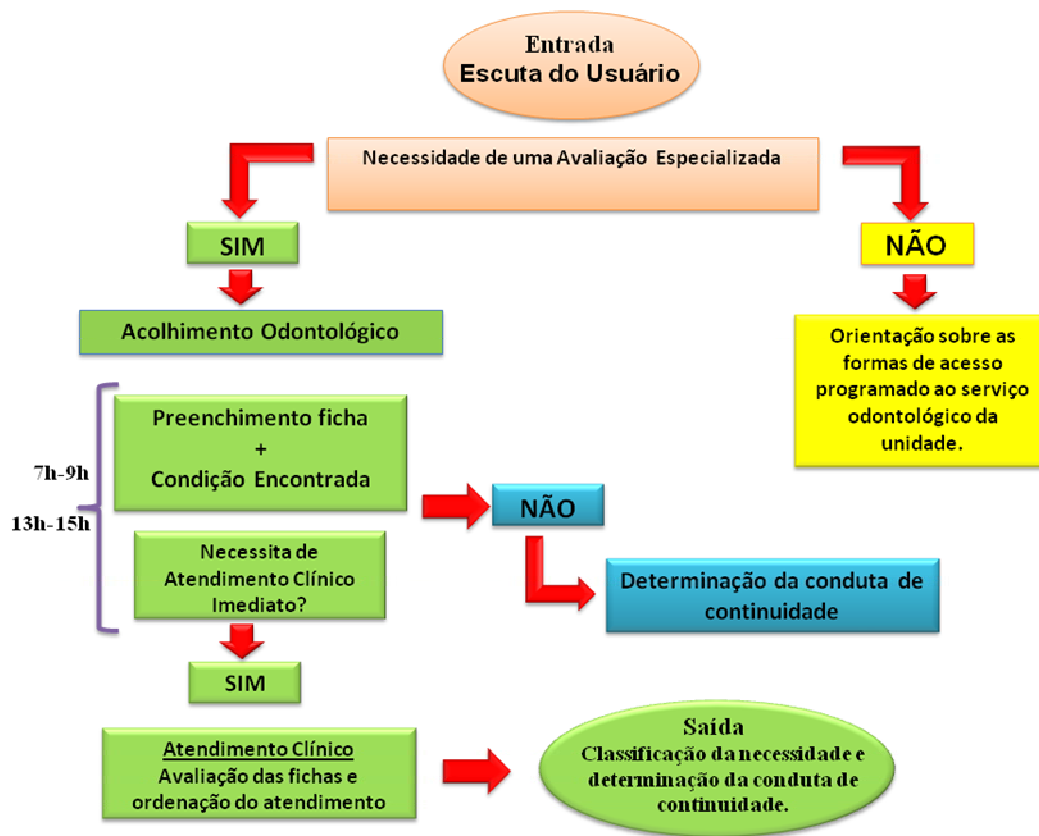 Entrada
Escuta do Usuário
Necessidade de uma Avaliação Especializada
SIM
NÃO
Acolhimento Odontológico
Orientação sobre as
formas de acesso
programado ao serviço
odontológico da
unidade.
7h-9h
13h-15h
Preenchimento ficha
+
Condição Encontrada
NÃO
Necessita de
Atendimento Clínico
Imediato?
Determinação da conduta de
continuidade
SIM
Atendimento Clínico
Avaliação das fichas e
ordenação do atendimento
Saída
Classificação da necessidade e
determinação da conduta de
continuidade.